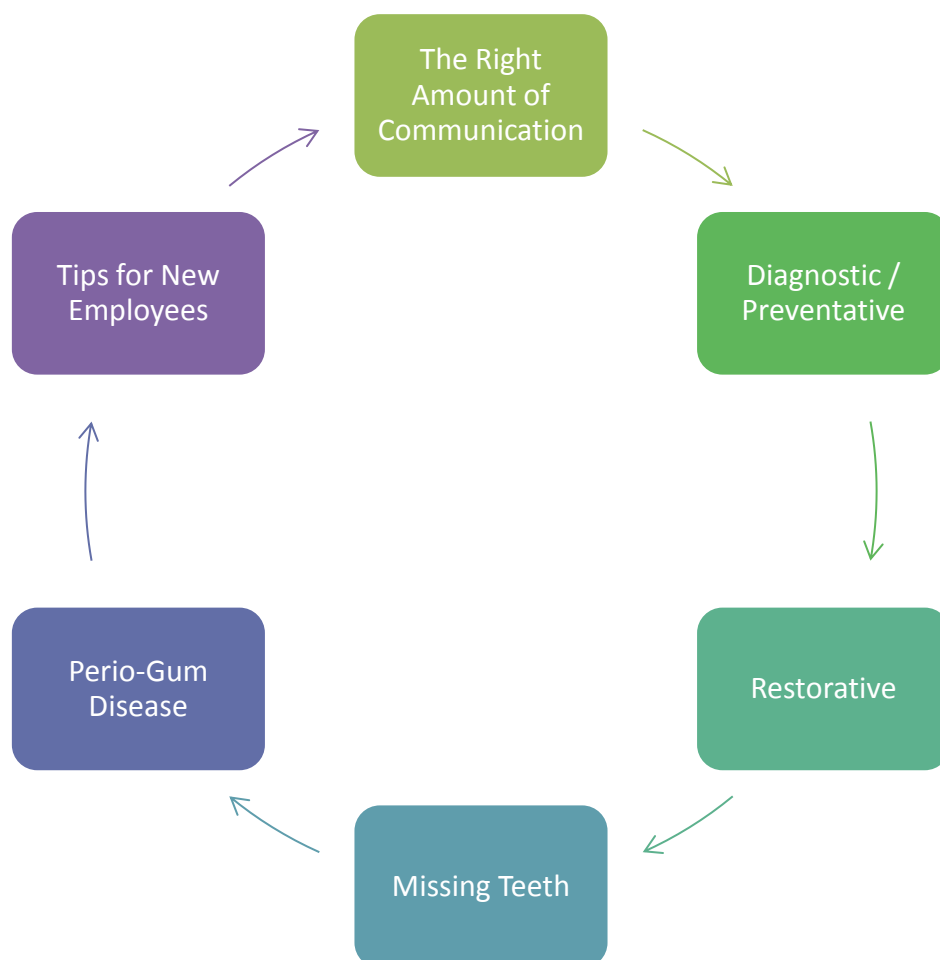 The Right
Amount of
Communication
Diagnostic /
Preventative
Restorative
Missing Teeth
Perio-Gum
Disease
Tips for New
Employees